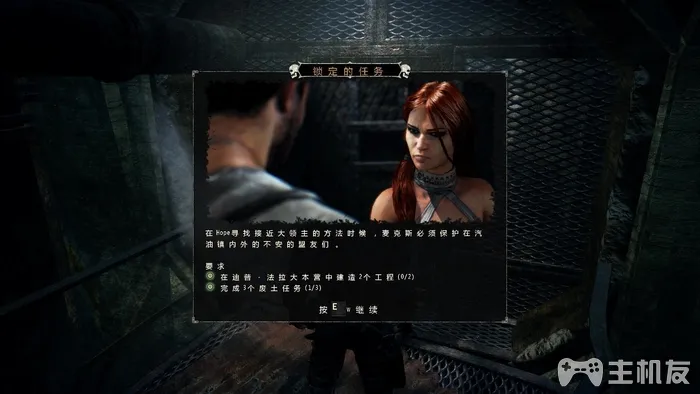 锁定的任务
在Hope寻找接近大领主的方法时候，麦克斯必须保护在汽
油镇内外的不安的盟友们。
要求
在迪普·法拉大本营中建造2个工程(0/2)
完成3个废土任务(1/3)
按 E 继续
主机友